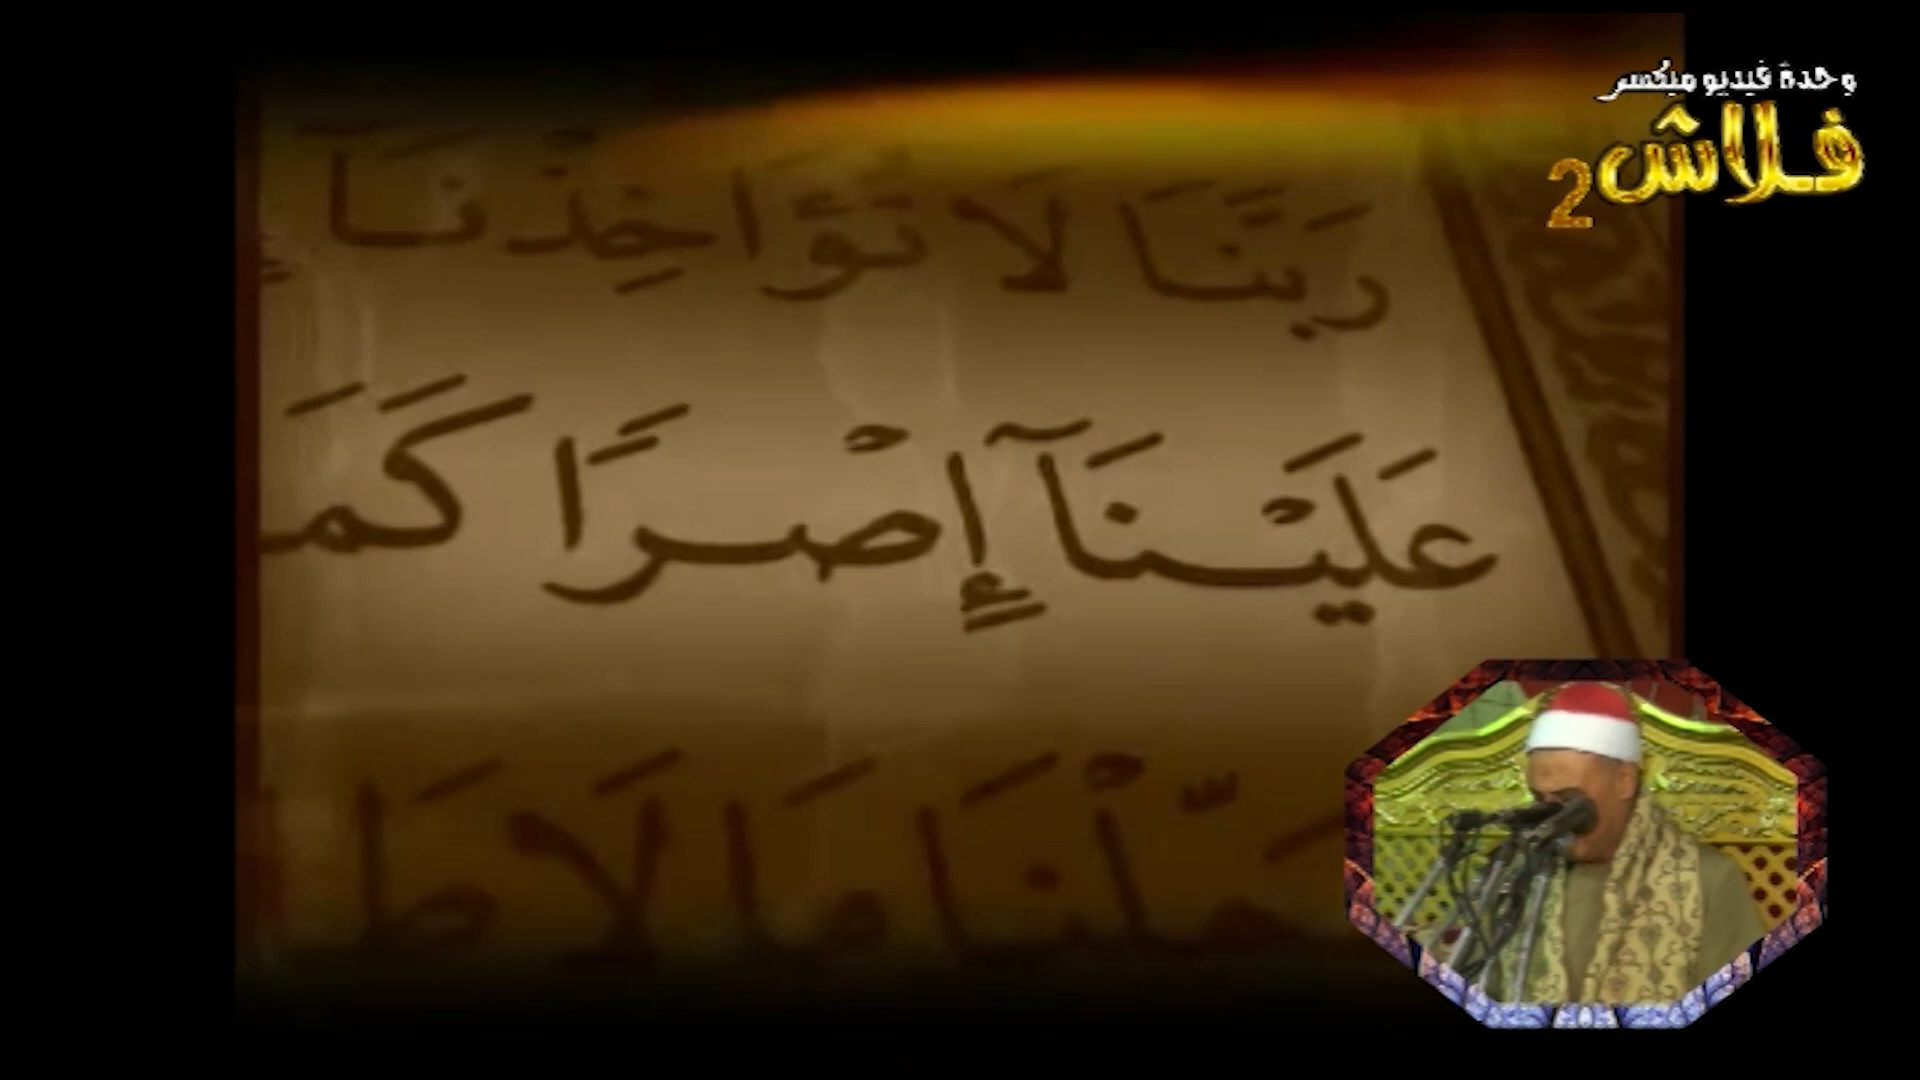 وحدة فيديو ميكسر
فلاش 2
رَبَّنَا لَا تُؤَاخِذْنَآ إِ
عَلَيْنَآ إِصْرًا كَمَ
حَمِّلْنَا مَا لَا طَا